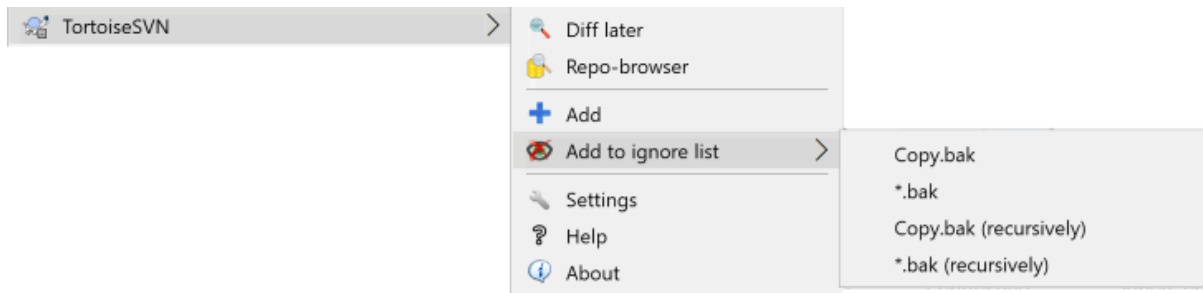 TortoiseSVN
Diff later
Repo-browser
Add
Add to ignore list
Settings
Help
About
Copy.bak
*.bak
Copy.bak (recursively)
*.bak (recursively)